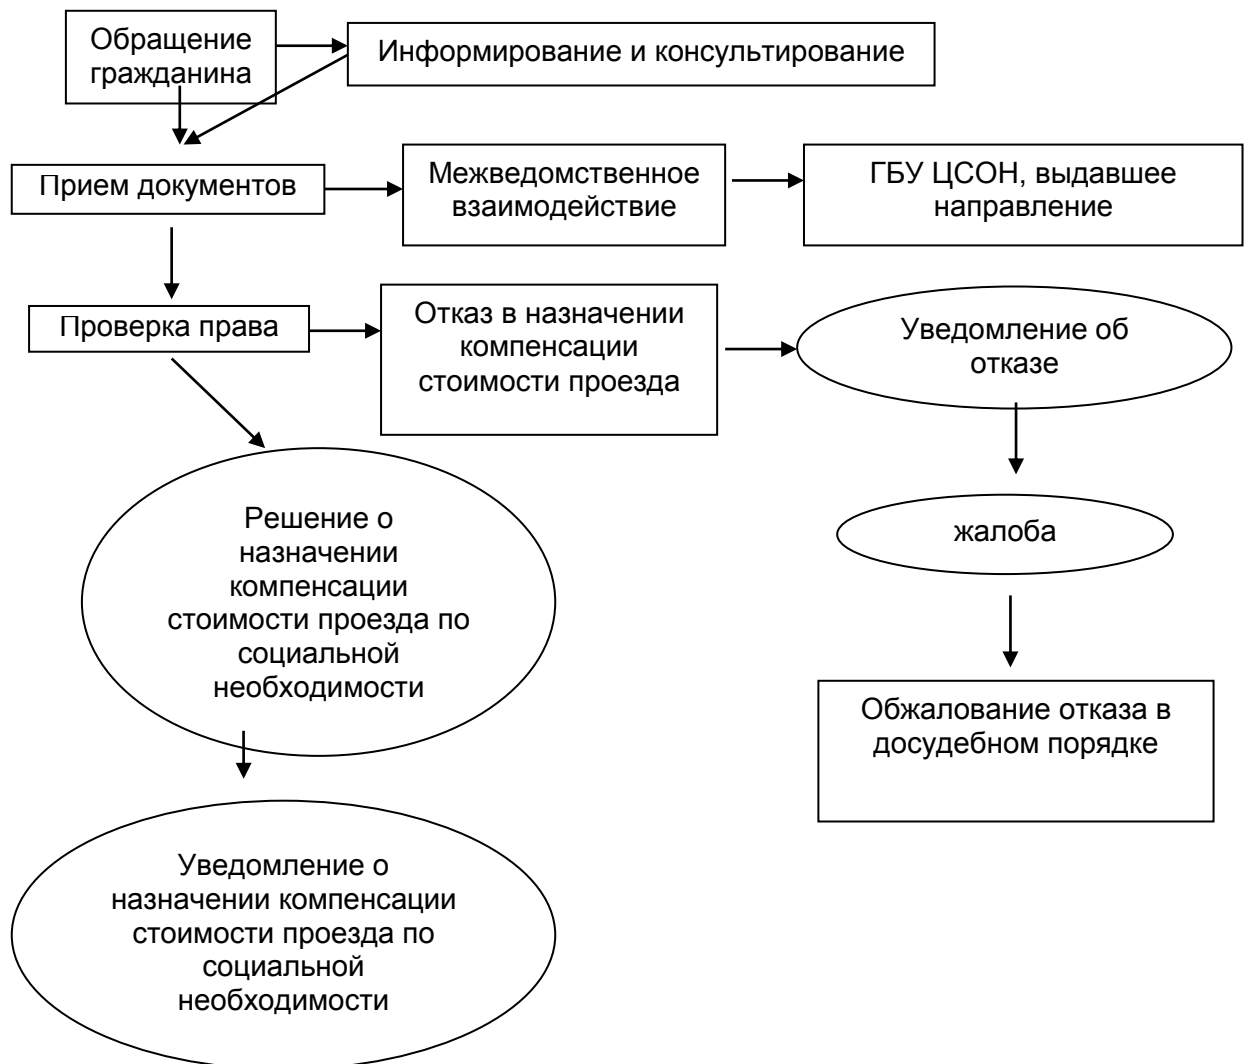 Обращение
гражданина
Информирование и консультирование
Прием документов
Межведомственное
взаимодействие
ГБУ ЦСОН, выдавшее
направление
Проверка права
Отказ в назначении
компенсации
стоимости проезда
Уведомление об
отказе
жалоба
Решение о
назначении
компенсации
стоимости проезда по
социальной
необходимости
Обжалование отказа в
досудебном порядке
Уведомление о
назначении компенсации
стоимости проезда по
социальной
необходимости